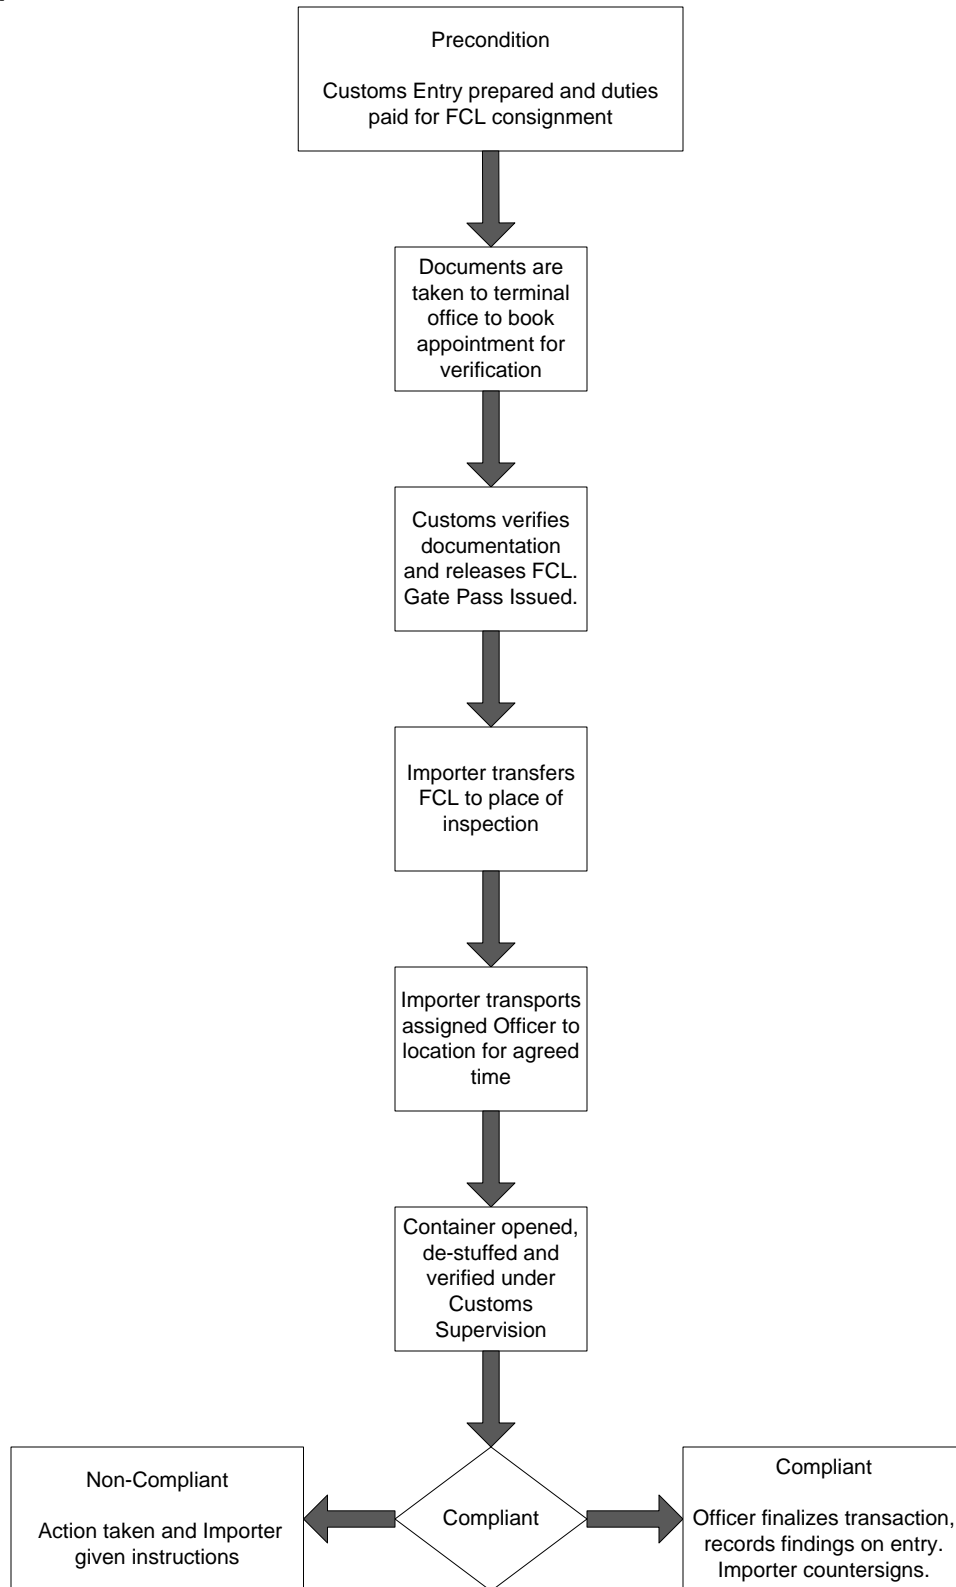 Precondition
Customs Entry prepared and duties
paid for FCL consignment
Documents are
taken to terminal
office to book
appointment for
verification
Customs verifies
documentation
and releases FCL.
Gate Pass Issued.
Importer transfers
FCL to place of
inspection
Importer transports
assigned Officer to
location for agreed
time
Container opened,
de-stuffed and
verified under
Customs
Supervision
Non-Compliant
Action taken and Importer
given instructions
Compliant
Compliant
Officer finalizes transaction,
records findings on entry.
Importer countersigns.